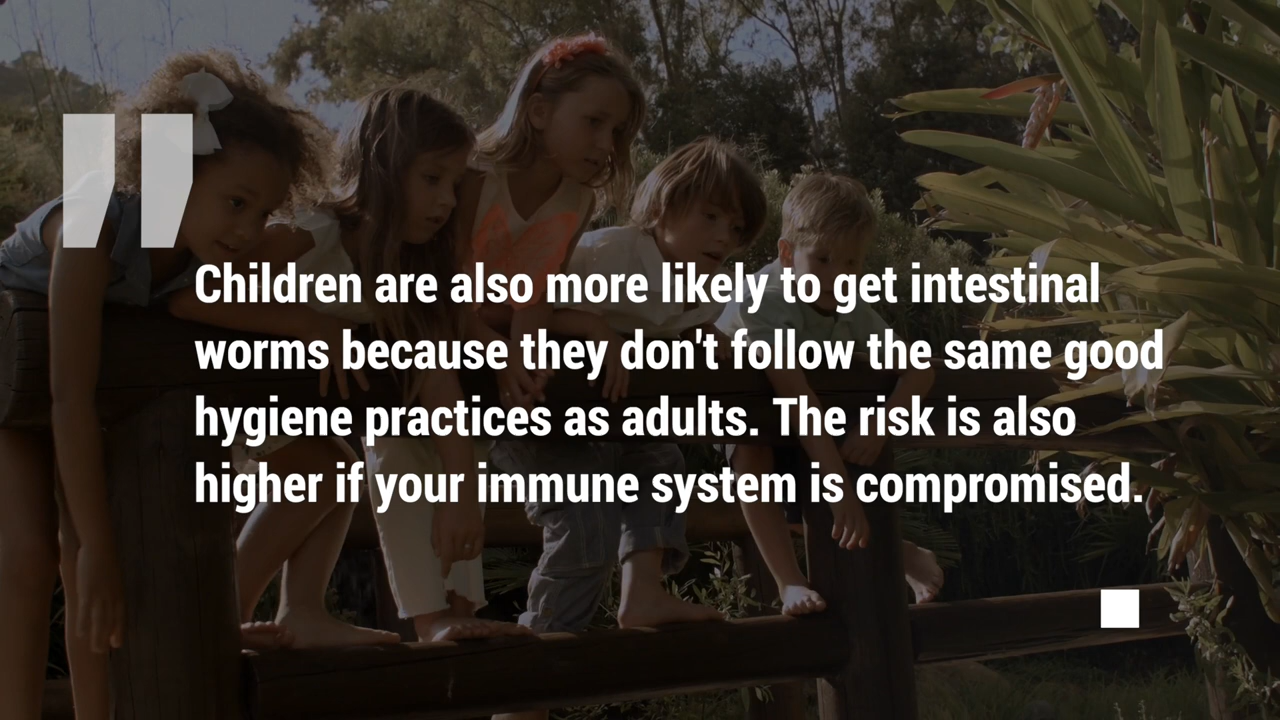 Children are also more likely to get intestinal
worms because they don't follow the same good
hygiene practices as adults. The risk is also
higher if your immune system is compromised.